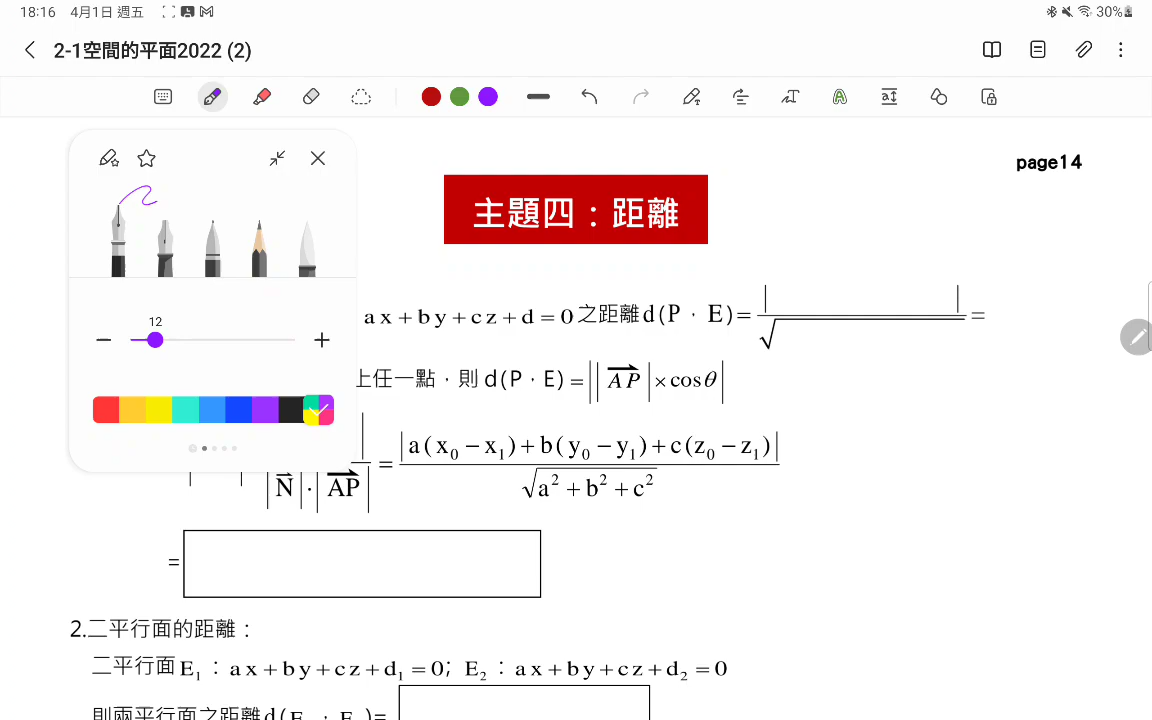 18:16 4月1日 週五 30%
2-1空間的平面2022 (2)
page14
主題四：距離
12
ax+by+cz+d=0之距離d(P，E)=| |/√ =
上任一點，則d(P，E)=||AP|×cosθ|
|N|·|AP| = |a(x₀−x₁)+b(y₀−y₁)+c(z₀−z₁)|/√a²+b²+c²
=
2.二平行面的距離：
二平行面E₁：ax+by+cz+d₁=0；E₂：ax+by+cz+d₂=0
則兩平行面之距離d(E₁，E₂)=